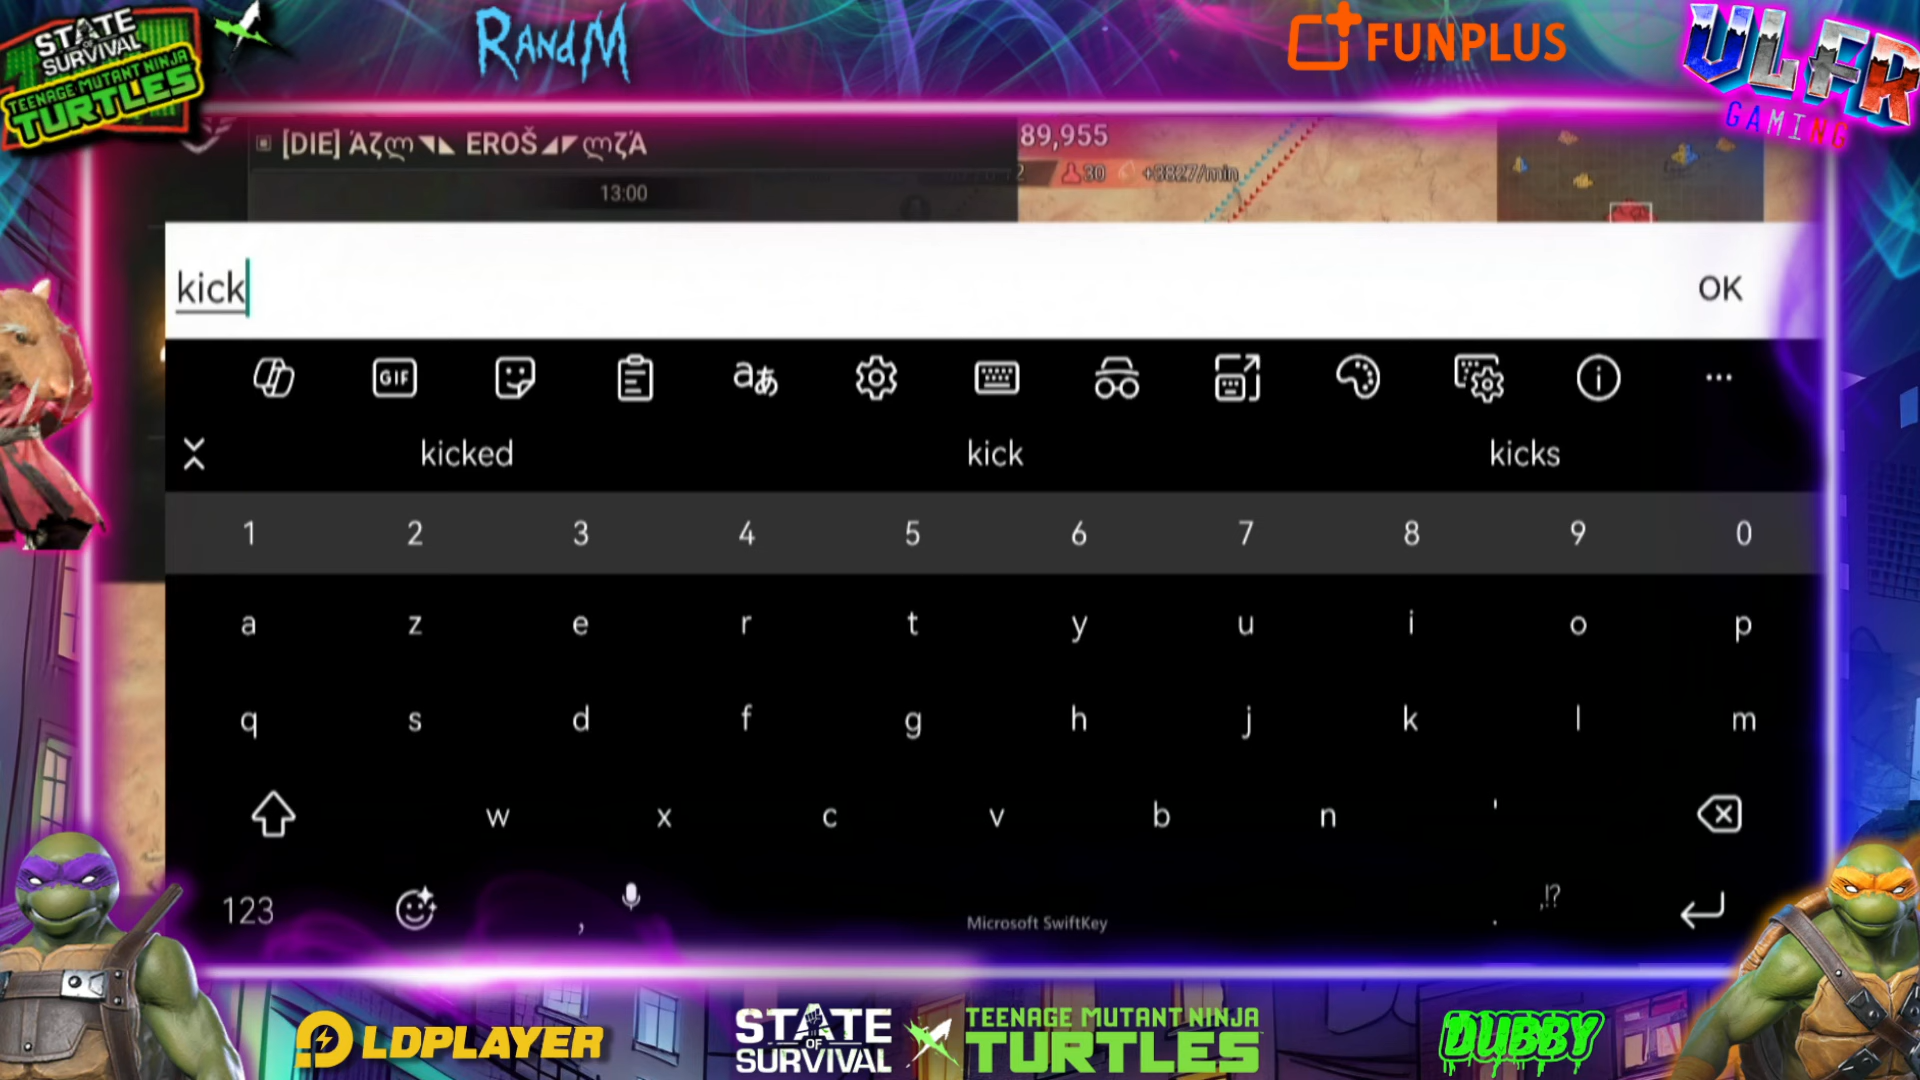 STATE OF SURVIVAL
TEENAGE MUTANT NINJA
TURTLES
RANDM
FUNPLUS
ULFR
GAMING
[DIE] Άζლ◥◣ EROŠ◢◤ლζΆ
89,955
30
+3827/min
13:00
kick
OK
GIF
aあ
kicked kick kicks
1 2 3 4 5 6 7 8 9 0
a z e r t y u i o p
q s d f g h j k l m
w x c v b n '
123 , Microsoft SwiftKey . ,!?
LDPLAYER
STATE OF SURVIVAL
TEENAGE MUTANT NINJA
TURTLES
DUBBY